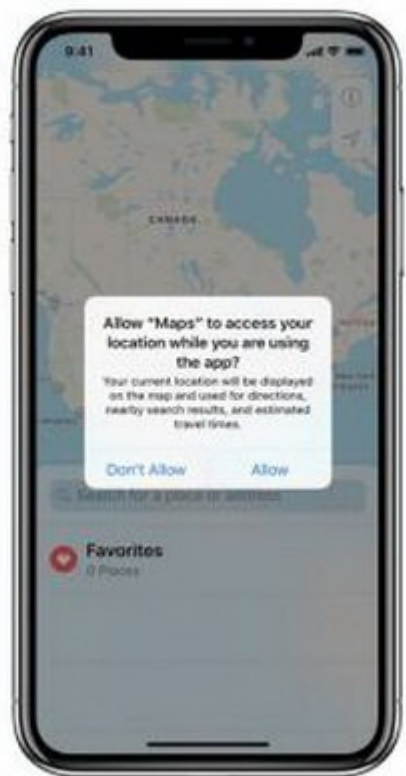 9:41
CANADA
Allow "Maps" to access your
location while you are using
the app?
Your current location will be displayed
on the map and used for directions,
nearby search results, and estimated
travel times.
Don't Allow
Allow
Search for a place or address
Favorites
0 Places